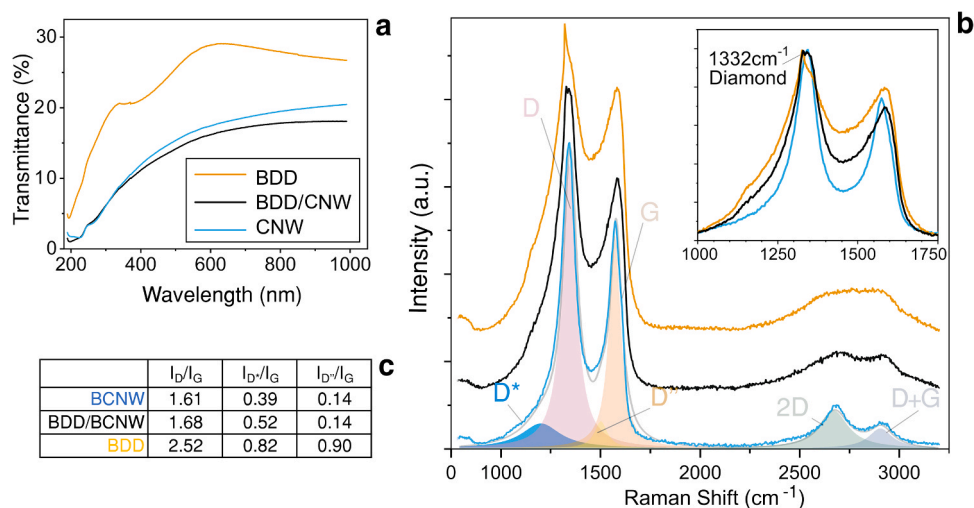 a
Transmittance (%)
30
20
10
0
BDD
BDD/CNW
CNW
200 400 600 800 1000
Wavelength (nm)
b
Intensity (a.u.)
D
G
D*
D"
2D
D+G
0 1000 1500 2000 2500 3000
Raman Shift (cm⁻¹)
1332cm⁻¹
Diamond
1000 1250 1500 1750
c
I_D/I_G I_D*/I_G I_D"/I_G
BCNW 1.61 0.39 0.14
BDD/BCNW 1.68 0.52 0.14
BDD 2.52 0.82 0.90